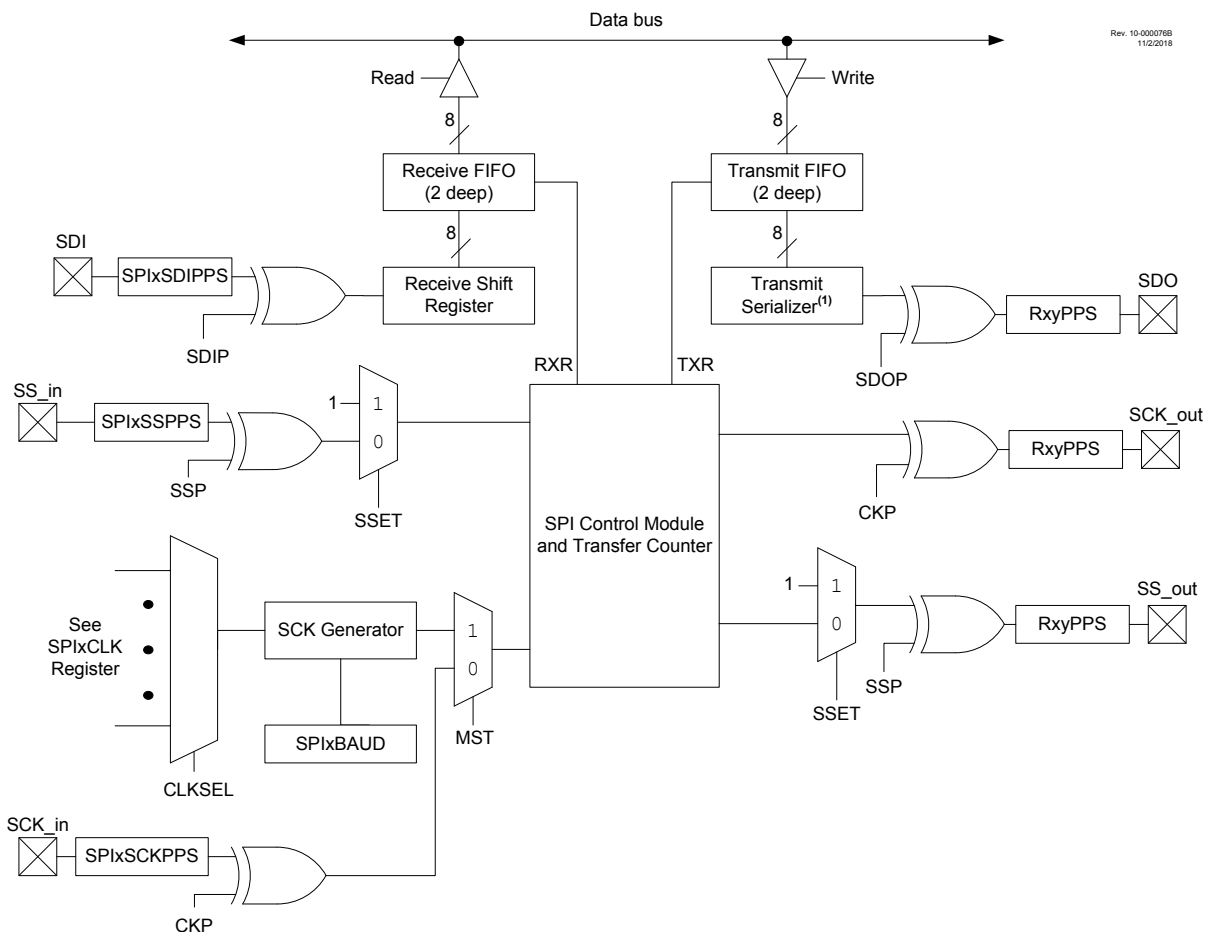 Data bus
Rev. 10-000076B
11/2/2018
Read
Write
8
8
Receive FIFO
(2 deep)
Transmit FIFO
(2 deep)
8
8
SDI
SPIxSDIPPS
SDIP
Receive Shift
Register
Transmit
Serializer(1)
SDOP
RxyPPS
SDO
RXR
TXR
SS_in
SPIxSSPPS
SSP
1
1
0
SSET
SPI Control Module
and Transfer Counter
CKP
RxyPPS
SCK_out
See
SPIxCLK
Register
CLKSEL
SCK Generator
SPIxBAUD
1
0
MST
1
1
0
SSET
SSP
RxyPPS
SS_out
SCK_in
SPIxSCKPPS
CKP